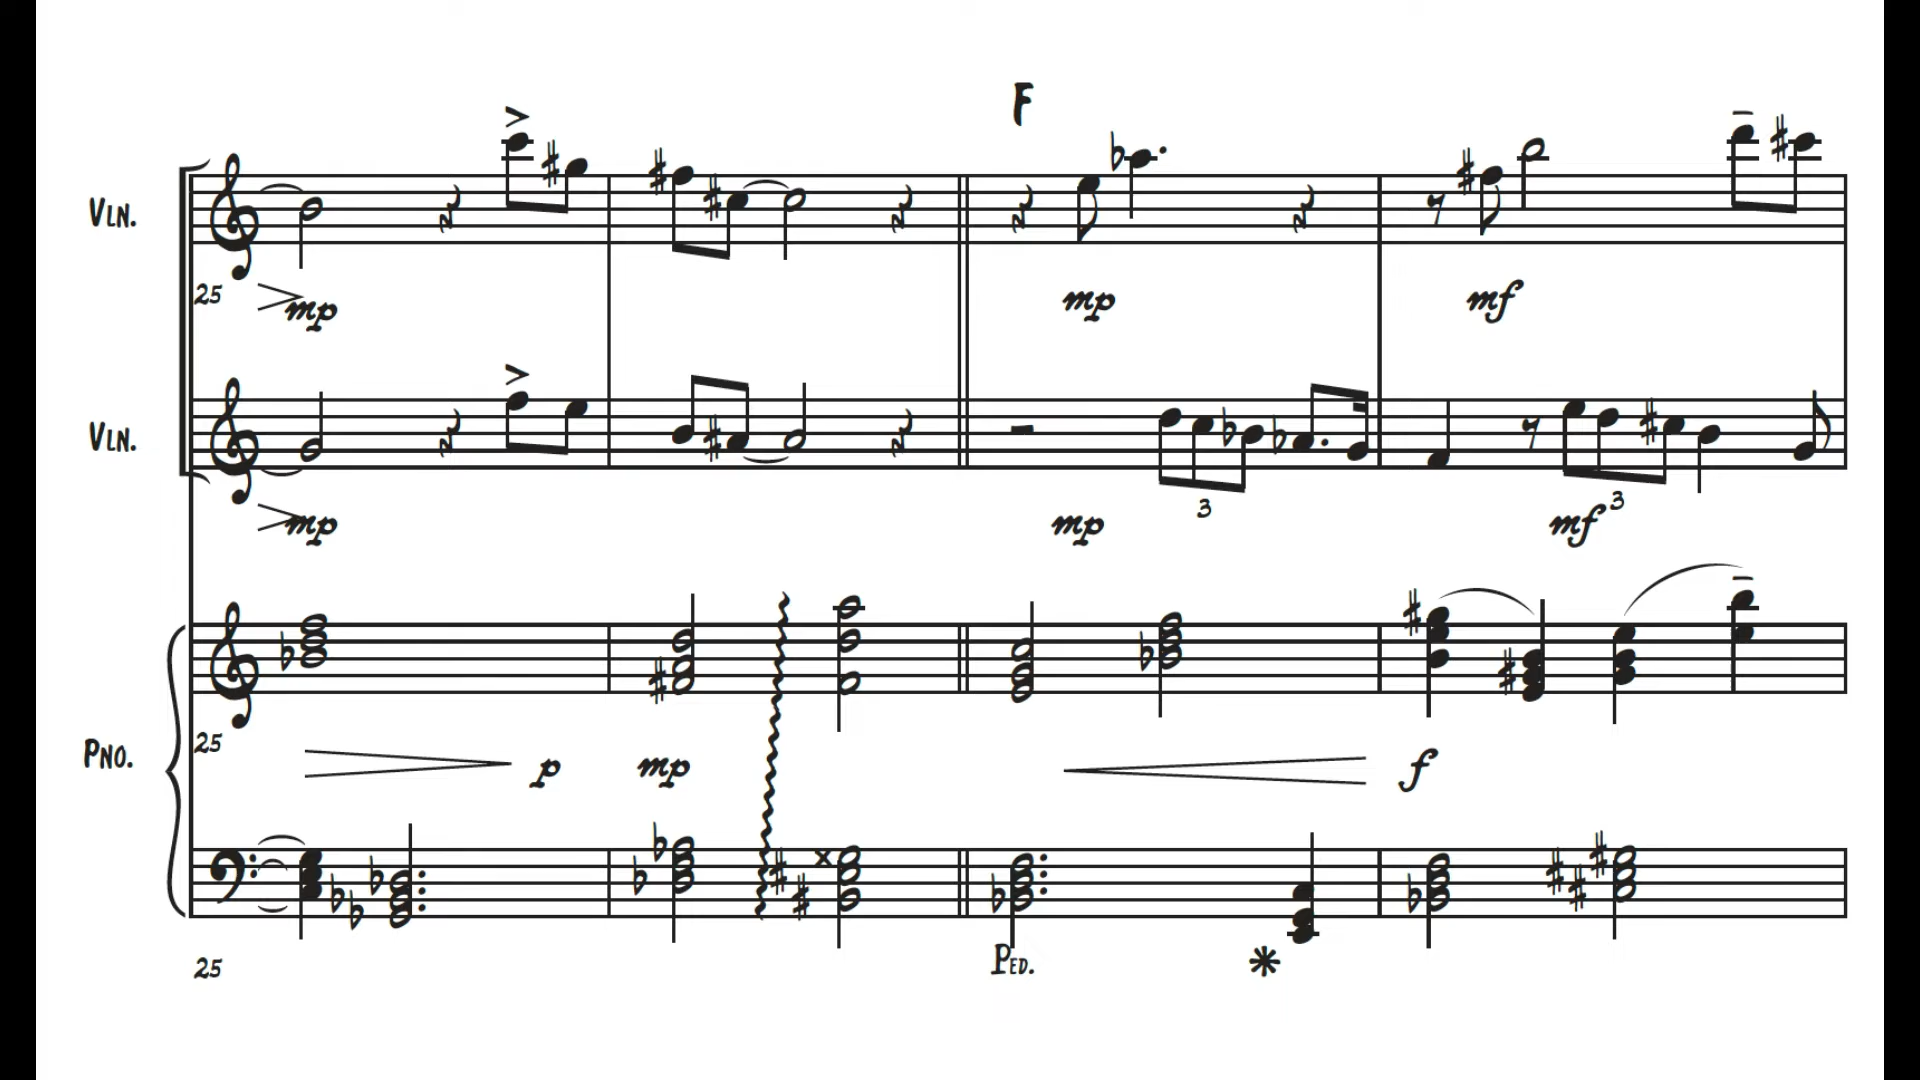 F
VLN.
25 mp mp mf
VLN.
mp mp 3 mf 3
PNO.
25 p mp f
25 PED.